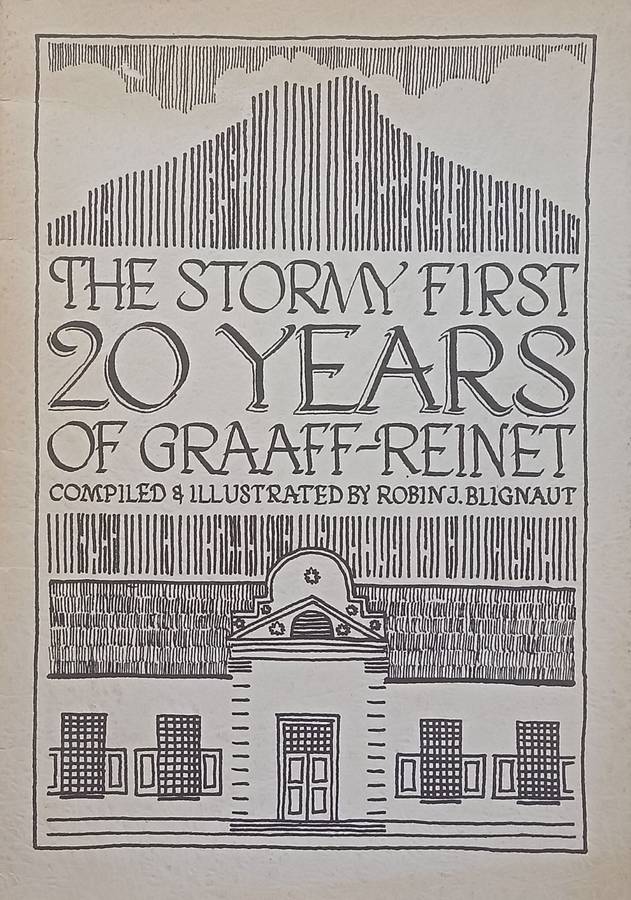 THE STORMY FIRST
20 YEARS
OF GRAAFF-REINET
COMPILED & ILLUSTRATED BY ROBIN J. BLIGNAUT